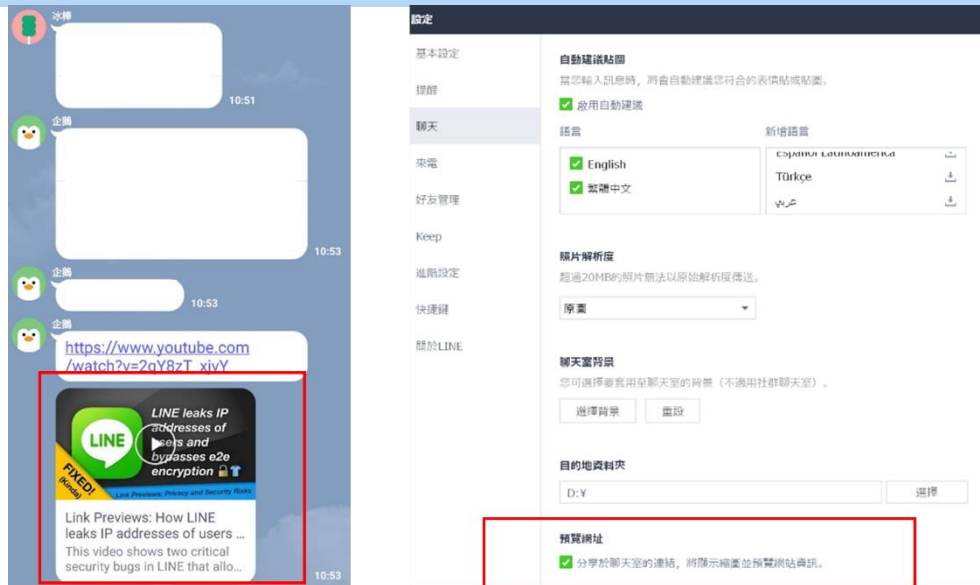 冰棒
10:51
企鵝
10:53
企鵝
10:53
企鵝
https://www.youtube.com
/watch?v=2gY8zT_xjvY
LINE
LINE leaks IP
addresses of
users and
bypasses e2e
encryption
FIXED!
(Kinda)
Link Previews: Privacy and Security Risks
Link Previews: How LINE
leaks IP addresses of users ...
This video shows two critical
security bugs in LINE that allo...
10:53
設定
基本設定
提醒
聊天
來電
好友管理
Keep
進階設定
快捷鍵
關於LINE
自動建議貼圖
當您輸入訊息時，將會自動建議您符合的表情貼或貼圖。
啟用自動建議
語言
新增語言
English
繁體中文
Español Latinoamérica
Türkçe
عربي
照片解析度
超過20MB的照片無法以原始解析度傳送。
原畫
聊天室背景
您可選擇要套用至聊天室的背景（不適用社群聊天室）。
選擇背景
重設
目的地資料夾
D:¥
選擇
預覽網址
分享於聊天室的連結，將顯示縮圖並預覽網站資訊。